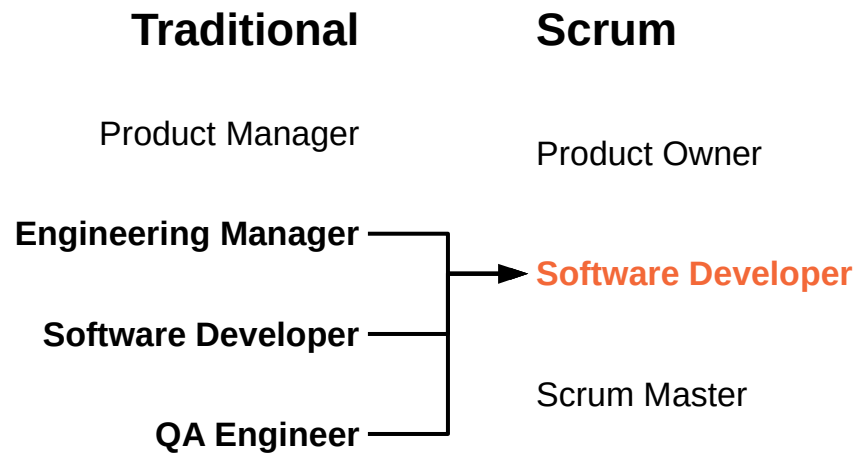 Traditional
Scrum
Product Manager
Product Owner
Engineering Manager
Software Developer
Software Developer
Scrum Master
QA Engineer